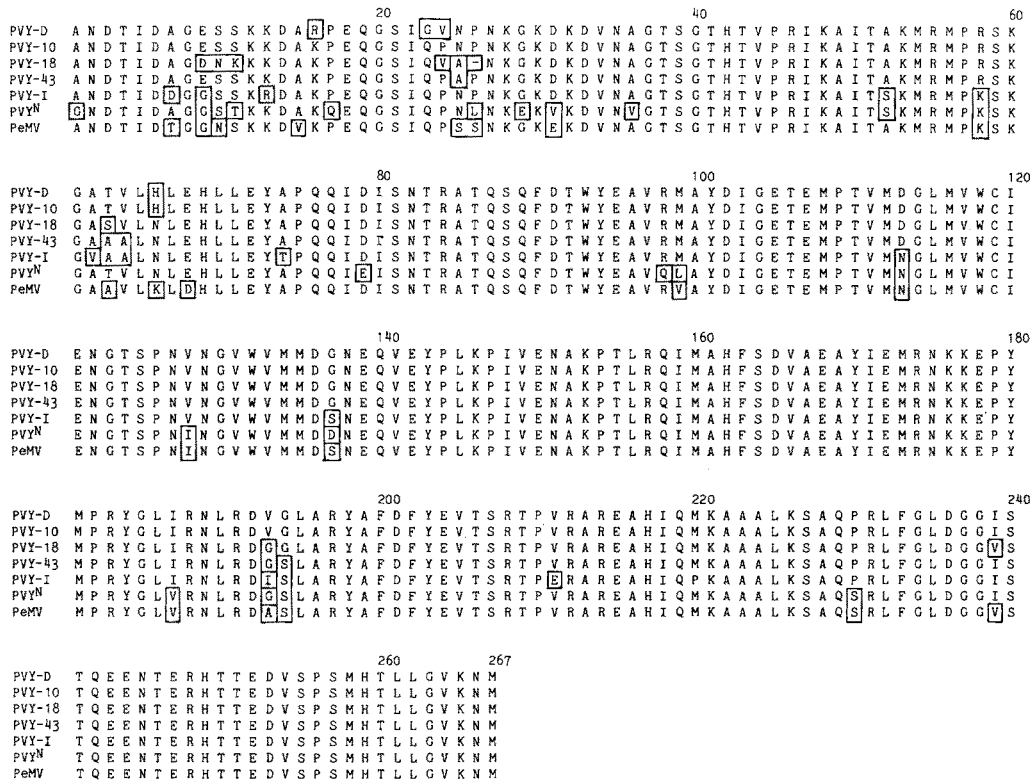 20 40 60
PVY-D A N D T I D A G E S S K K D A R P E Q G S I G V N P N K G K D K D V N A G T S G T H T V P R I K A I T A K M R M P R S K
PVY-10 A N D T I D A G E S S K K D A K P E Q G S I Q P N P N K G K D K D V N A G T S G T H T V P R I K A I T A K M R M P R S K
PVY-18 A N D T I D A G D N K K K D A K P E Q G S I Q V A - N K G K D K D V N A G T S G T H T V P R I K A I T A K M R M P R S K
PVY-43 A N D T I D A G E S S K K D A K P E Q G S I Q P A P N K G K D K D V N A G T S G T H T V P R I K A I T A K M R M P R S K
PVY-I A N D T I D D G G S S K R D A K P E Q G S I Q P N P N K G K D K D V N A G T S G T H T V P R I K A I T S K M R M P K S K
PVYᴺ G N D T I D A G G S T K K D A K Q E Q G S I Q P N L N K E K V K D V N V G T S G T H T V P R I K A I T A K M R M P R S K
PeMV A N D T I D T G G N S K K D V K P E Q G S I Q P S S N K G K E K D V N A G T S G T H T V P R I K A I T A K M R M P K S K
80 100 120
PVY-D G A T V L H L E H L L E Y A P Q Q I D I S N T R A T Q S Q F D T W Y E A V R M A Y D I G E T E M P T V M D G L M V W C I
PVY-10 G A T V L H L E H L L E Y A P Q Q I D I S N T R A T Q S Q F D T W Y E A V R M A Y D I G E T E M P T V M D G L M V W C I
PVY-18 G A S V L N L E H L L E Y A P Q Q I D I S N T R A T Q S Q F D T W Y E A V R M A Y D I G E T E M P T V M D G L M V W C I
PVY-43 G A A A L N L E H L L E Y A P Q Q I D T S T R A T Q S Q F D T W Y E A V R M A Y D I G E T E M P T V M D G L M V W C I
PVY-I G V A A L N L E H L L E Y T P Q Q I D I S N T R A T Q S Q F D T W Y E A V R M A Y D I G E T E M P T V M N G L M V W C I
PVYᴺ G A T V L N L E H L L E Y A P Q Q I E I S N T R A T Q S Q F D T W Y E A V Q L A Y D I G E T E M P T V M N G L M V W C I
PeMV G A A V L K L D H L L E Y A P Q Q I D I S N T R A T Q S Q F D T W Y E A V R V A Y D I G E T E M P T V M N G L M V W C I
140 160 180
PVY-D E N G T S P N V N G V W V M M D G N E Q V E Y P L K P I V E N A K P T L R Q I M A H F S D V A E A Y I E M R N K K E P Y
PVY-10 E N G T S P N V N G V W V M M D G N E Q V E Y P L K P I V E N A K P T L R Q I M A H F S D V A E A Y I E M R N K K E P Y
PVY-18 E N G T S P N V N G V W V M M D G N E Q V E Y P L K P I V E N A K P T L R Q I M A H F S D V A E A Y I E M R N K K E P Y
PVY-43 E N G T S P N V N G V W V M M D G N E Q V E Y P L K P I V E N A K P T L R Q I M A H F S D V A E A Y I E M R N K K E P Y
PVY-I E N G T S P N V N G V W V M M D S N E Q V E Y P L K P I V E N A K P T L R Q I M A H F S D V A E A Y I E M R N K K E P Y
PVYᴺ E N G T S P N I N G V W V M M D D N E Q V E Y P L K P I V E N A K P T L R Q I M A H F S D V A E A Y I E M R N K K E P Y
PeMV E N G T S P N I N G V W V M M D S N E Q V E Y P L K P I V E N A K P T L R Q I M A H F S D V A E A Y I E M R N K K E P Y
200 220 240
PVY-D M P R Y G L I R N L R D V G L A R Y A F D F Y E V T S R T P V R A R E A H I Q M K A A A L K S A Q P R L F G L D G G I S
PVY-10 M P R Y G L I R N L R D V G L A R Y A F D F Y E V T S R T P V R A R E A H I Q M K A A A L K S A Q P R L F G L D G G I S
PVY-18 M P R Y G L I R N L R D G G L A R Y A F D F Y E V T S R T P V R A R E A H I Q M K A A A L K S A Q P R L F G L D G G V S
PVY-43 M P R Y G L I R N L R D G S L A R Y A F D F Y E V T S R T P V R A R E A H I Q M K A A A L K S A Q P R L F G L D G G I S
PVY-I M P R Y G L I R N L R D I S L A R Y A F D F Y E V T S R T P E R A R E A H I Q P K A A A L K S A Q P R L F G L D G G I S
PVYᴺ M P R Y G L V R N L R D G S L A R Y A F D F Y E V T S R T P V R A R E A H I Q M K A A A L K S A Q S R L F G L D G G I S
PeMV M P R Y G L V R N L R D A S L A R Y A F D F Y E V T S R T P V R A R E A H I Q M K A A A L K S A Q S R L F G L D G G V S
260 267
PVY-D T Q E E N T E R H T T E D V S P S M H T L L G V K N M
PVY-10 T Q E E N T E R H T T E D V S P S M H T L L G V K N M
PVY-18 T Q E E N T E R H T T E D V S P S M H T L L G V K N M
PVY-43 T Q E E N T E R H T T E D V S P S M H T L L G V K N M
PVY-I T Q E E N T E R H T T E D V S P S M H T L L G V K N M
PVYᴺ T Q E E N T E R H T T E D V S P S M H T L L G V K N M
PeMV T Q E E N T E R H T T E D V S P S M H T L L G V K N M